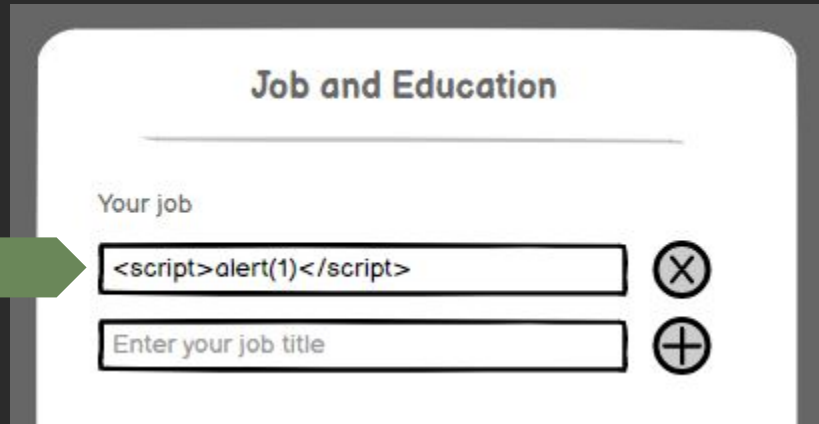 Job and Education
Your job
<script>alert(1)</script>
Enter your job title